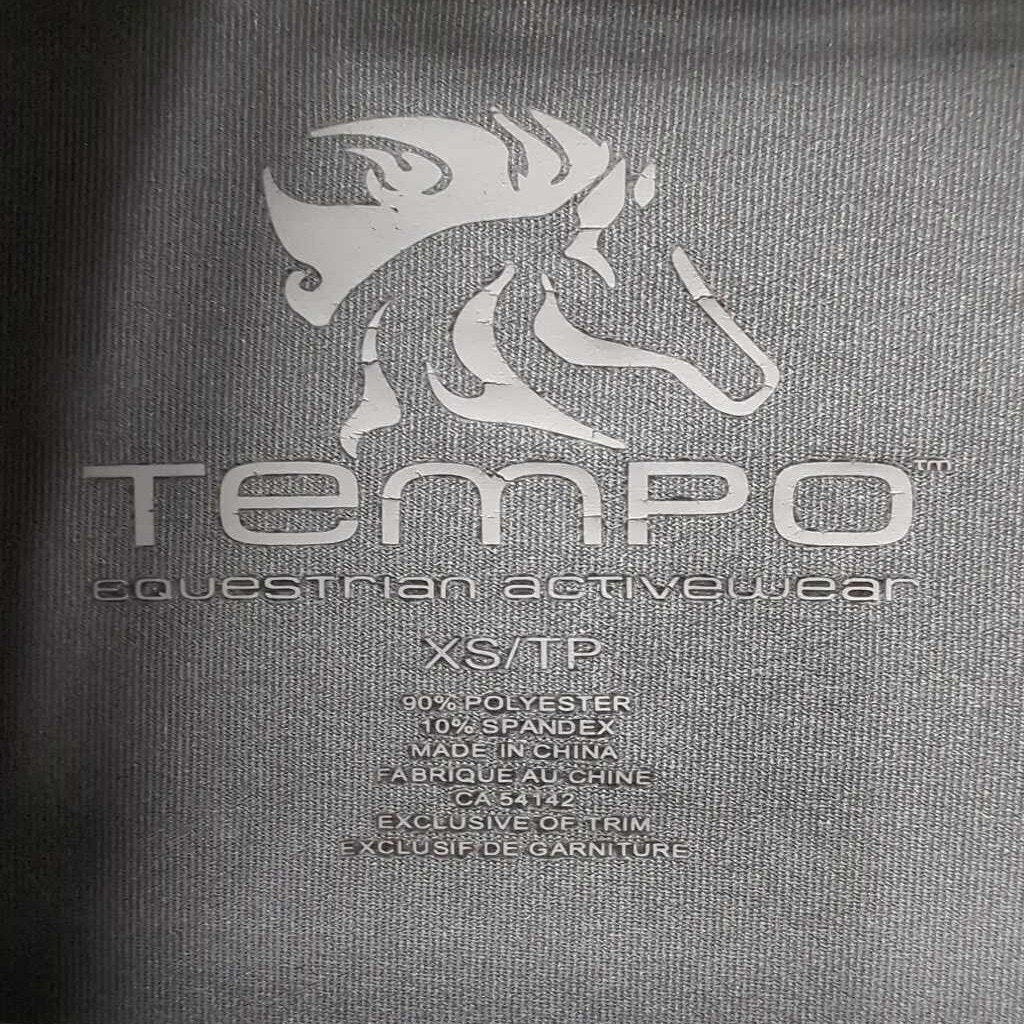 TEMPO™
EQUESTRIAN ACTIVEWEAR
XS/TP
90% POLYESTER
10% SPANDEX
MADE IN CHINA
FABRIQUE AU CHINE
CA 54142
EXCLUSIVE OF TRIM
EXCLUSIF DE GARNITURE